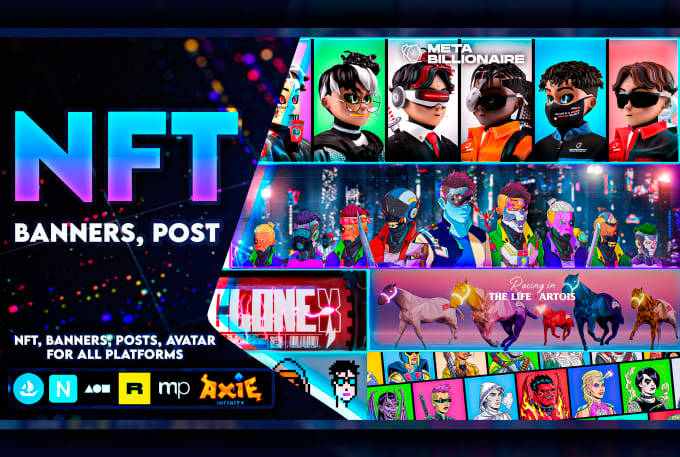 NFT
BANNERS, POST
NFT, BANNERS, POSTS, AVATAR
FOR ALL PLATFORMS
N
R
mp
AXIE
INFINITY
META
BILLIONAIRE
CLONEX
Racing in
THE LIFE ARTOIS